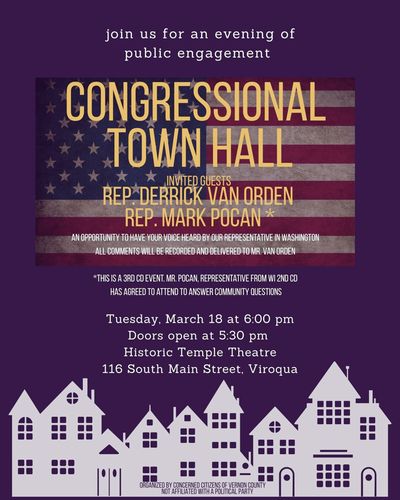 join us for an evening of
public engagement
CONGRESSIONAL
TOWN HALL
INVITED GUESTS
REP. DERRICK VAN ORDEN
REP. MARK POCAN *
AN OPPORTUNITY TO HAVE YOUR VOICE HEARD BY OUR REPRESENTATIVE IN WASHINGTON
ALL COMMENTS WILL BE RECORDED AND DELIVERED TO MR. VAN ORDEN
*THIS IS A 3RD CD EVENT. MR. POCAN, REPRESENTATIVE FROM WI 2ND CD
HAS AGREED TO ATTEND TO ANSWER COMMUNITY QUESTIONS
Tuesday, March 18 at 6:00 pm
Doors open at 5:30 pm
Historic Temple Theatre
116 South Main Street, Viroqua
ORGANIZED BY CONCERNED CITIZENS OF VERNON COUNTY
NOT AFFILIATED WITH A POLITICAL PARTY